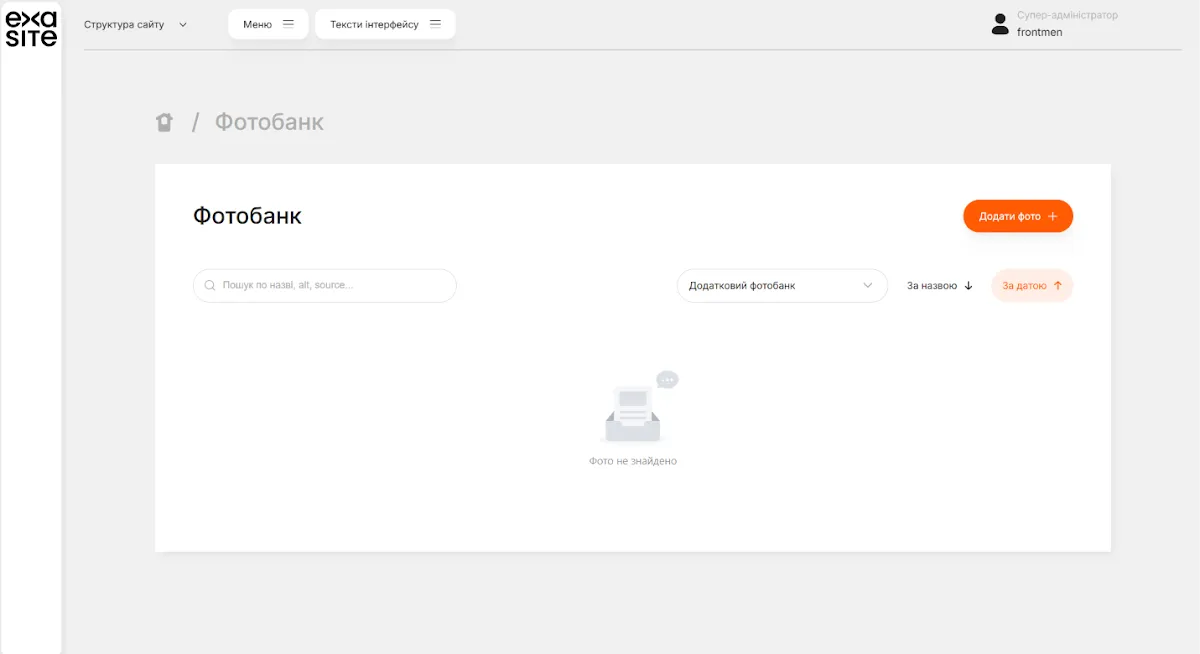 exa
site
Структура сайту
Меню
Тексти інтерфейсу
Супер-адміністратор
frontmen
/ Фотобанк
Фотобанк
Додати фото +
Пошук по назві, alt, source...
Додатковий фотобанк
За назвою ↓
За датою ↑
Фото не знайдено